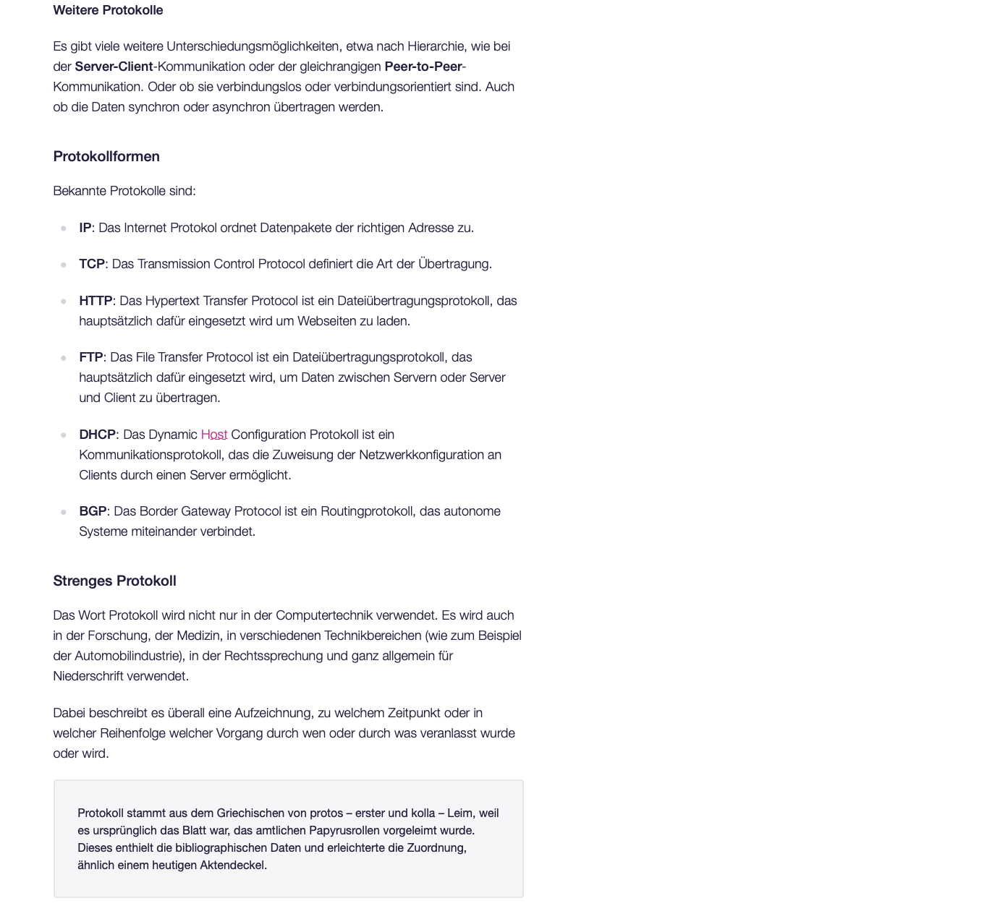 Weitere Protokolle
Es gibt viele weitere Unterschiedungsmöglichkeiten, etwa nach Hierarchie, wie bei
der Server-Client-Kommunikation oder der gleichrangigen Peer-to-Peer-
Kommunikation. Oder ob sie verbindungslos oder verbindungsorientiert sind. Auch
ob die Daten synchron oder asynchron übertragen werden.
Protokollformen
Bekannte Protokolle sind:
IP: Das Internet Protokol ordnet Datenpakete der richtigen Adresse zu.
TCP: Das Transmission Control Protocol definiert die Art der Übertragung.
HTTP: Das Hypertext Transfer Protocol ist ein Dateiübertragungsprotokoll, das
hauptsätzlich dafür eingesetzt wird um Webseiten zu laden.
FTP: Das File Transfer Protocol ist ein Dateiübertragungsprotokoll, das
hauptsätzlich dafür eingesetzt wird, um Daten zwischen Servern oder Server
und Client zu übertragen.
DHCP: Das Dynamic Host Configuration Protokoll ist ein
Kommunikationsprotokoll, das die Zuweisung der Netzwerkkonfiguration an
Clients durch einen Server ermöglicht.
BGP: Das Border Gateway Protocol ist ein Routingprotokoll, das autonome
Systeme miteinander verbindet.
Strenges Protokoll
Das Wort Protokoll wird nicht nur in der Computertechnik verwendet. Es wird auch
in der Forschung, der Medizin, in verschiedenen Technikbereichen (wie zum Beispiel
der Automobilindustrie), in der Rechtssprechung und ganz allgemein für
Niederschrift verwendet.
Dabei beschreibt es überall eine Aufzeichnung, zu welchem Zeitpunkt oder in
welcher Reihenfolge welcher Vorgang durch wen oder durch was veranlasst wurde
oder wird.
Protokoll stammt aus dem Griechischen von protos – erster und kolla – Leim, weil
es ursprünglich das Blatt war, das amtlichen Papyrusrollen vorgeleimt wurde.
Dieses enthielt die bibliographischen Daten und erleichterte die Zuordnung,
ähnlich einem heutigen Aktendeckel.